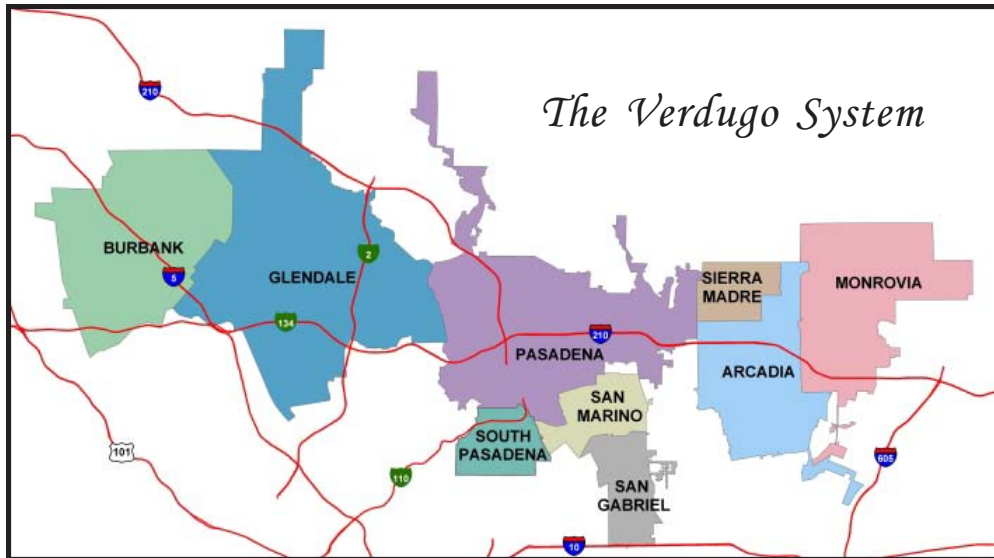 The Verdugo System
210
BURBANK
5
GLENDALE
2
134
SIERRA
MADRE
MONROVIA
210
PASADENA
ARCADIA
SAN
MARINO
SOUTH
PASADENA
101
110
605
SAN
GABRIEL
10